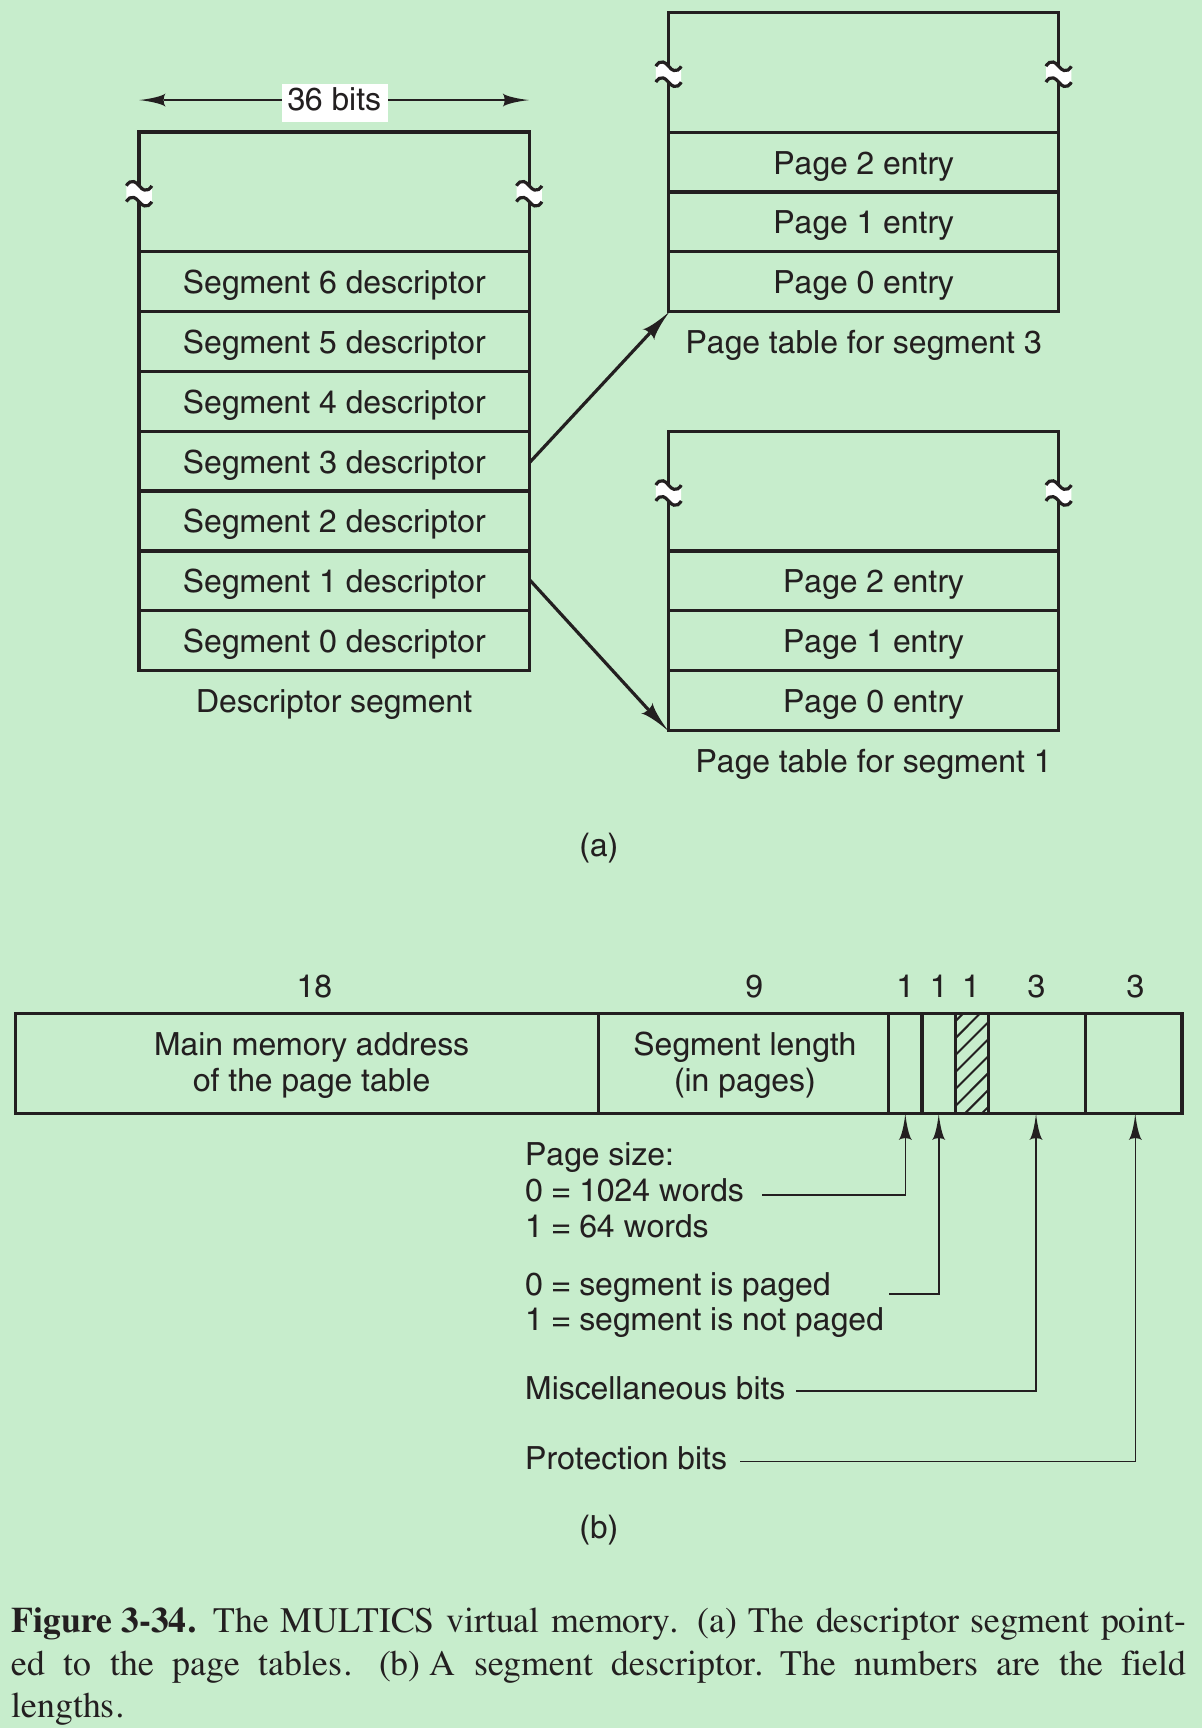 36 bits
Segment 6 descriptor
Segment 5 descriptor
Segment 4 descriptor
Segment 3 descriptor
Segment 2 descriptor
Segment 1 descriptor
Segment 0 descriptor
Descriptor segment
Page 2 entry
Page 1 entry
Page 0 entry
Page table for segment 3
Page 2 entry
Page 1 entry
Page 0 entry
Page table for segment 1
(a)
18 9 1 1 1 3 3
Main memory address
of the page table
Segment length
(in pages)
Page size:
0 = 1024 words
1 = 64 words
0 = segment is paged
1 = segment is not paged
Miscellaneous bits
Protection bits
(b)
Figure 3-34. The MULTICS virtual memory. (a) The descriptor segment point-
ed to the page tables. (b) A segment descriptor. The numbers are the field
lengths.